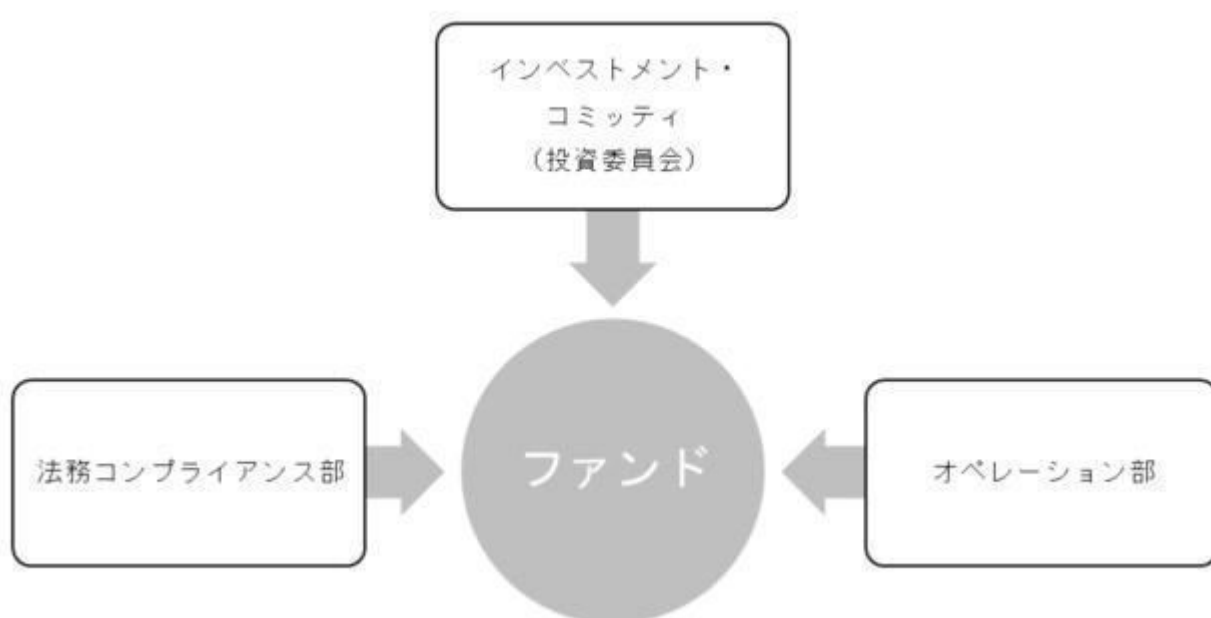 インベストメント・
コミッティ
(投資委員会)
法務コンプライアンス部
ファンド
オペレーション部